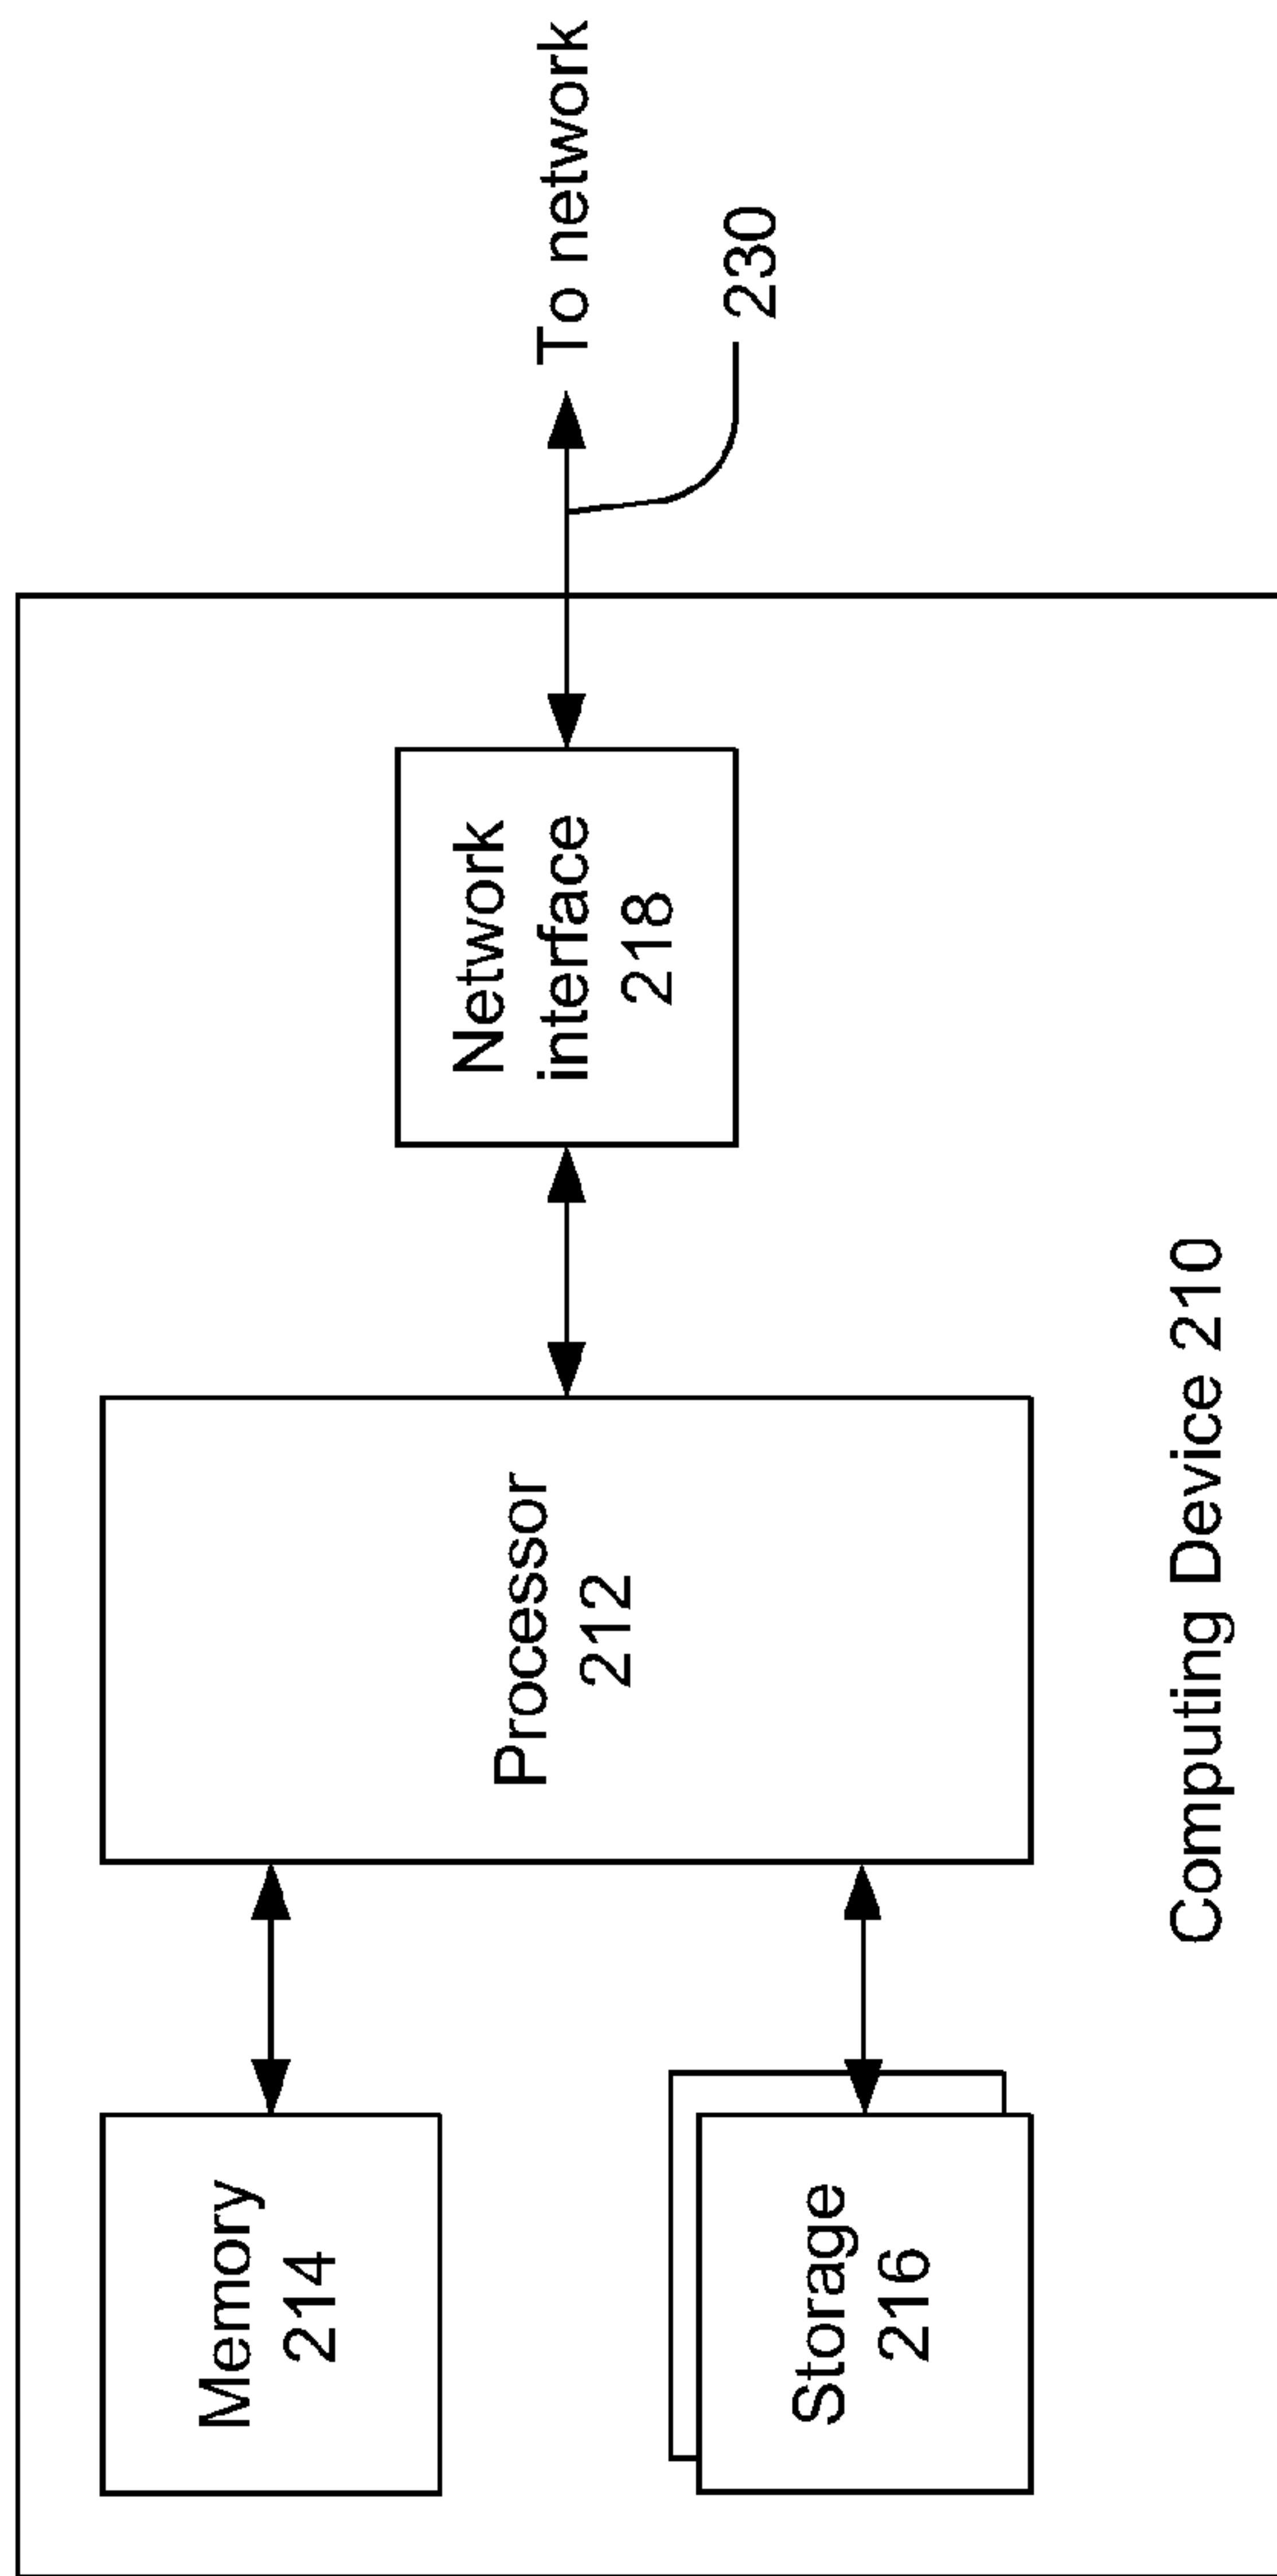 Memory
214
Storage
216
Processor
212
Network
interface
218
To network
230
Computing Device 210